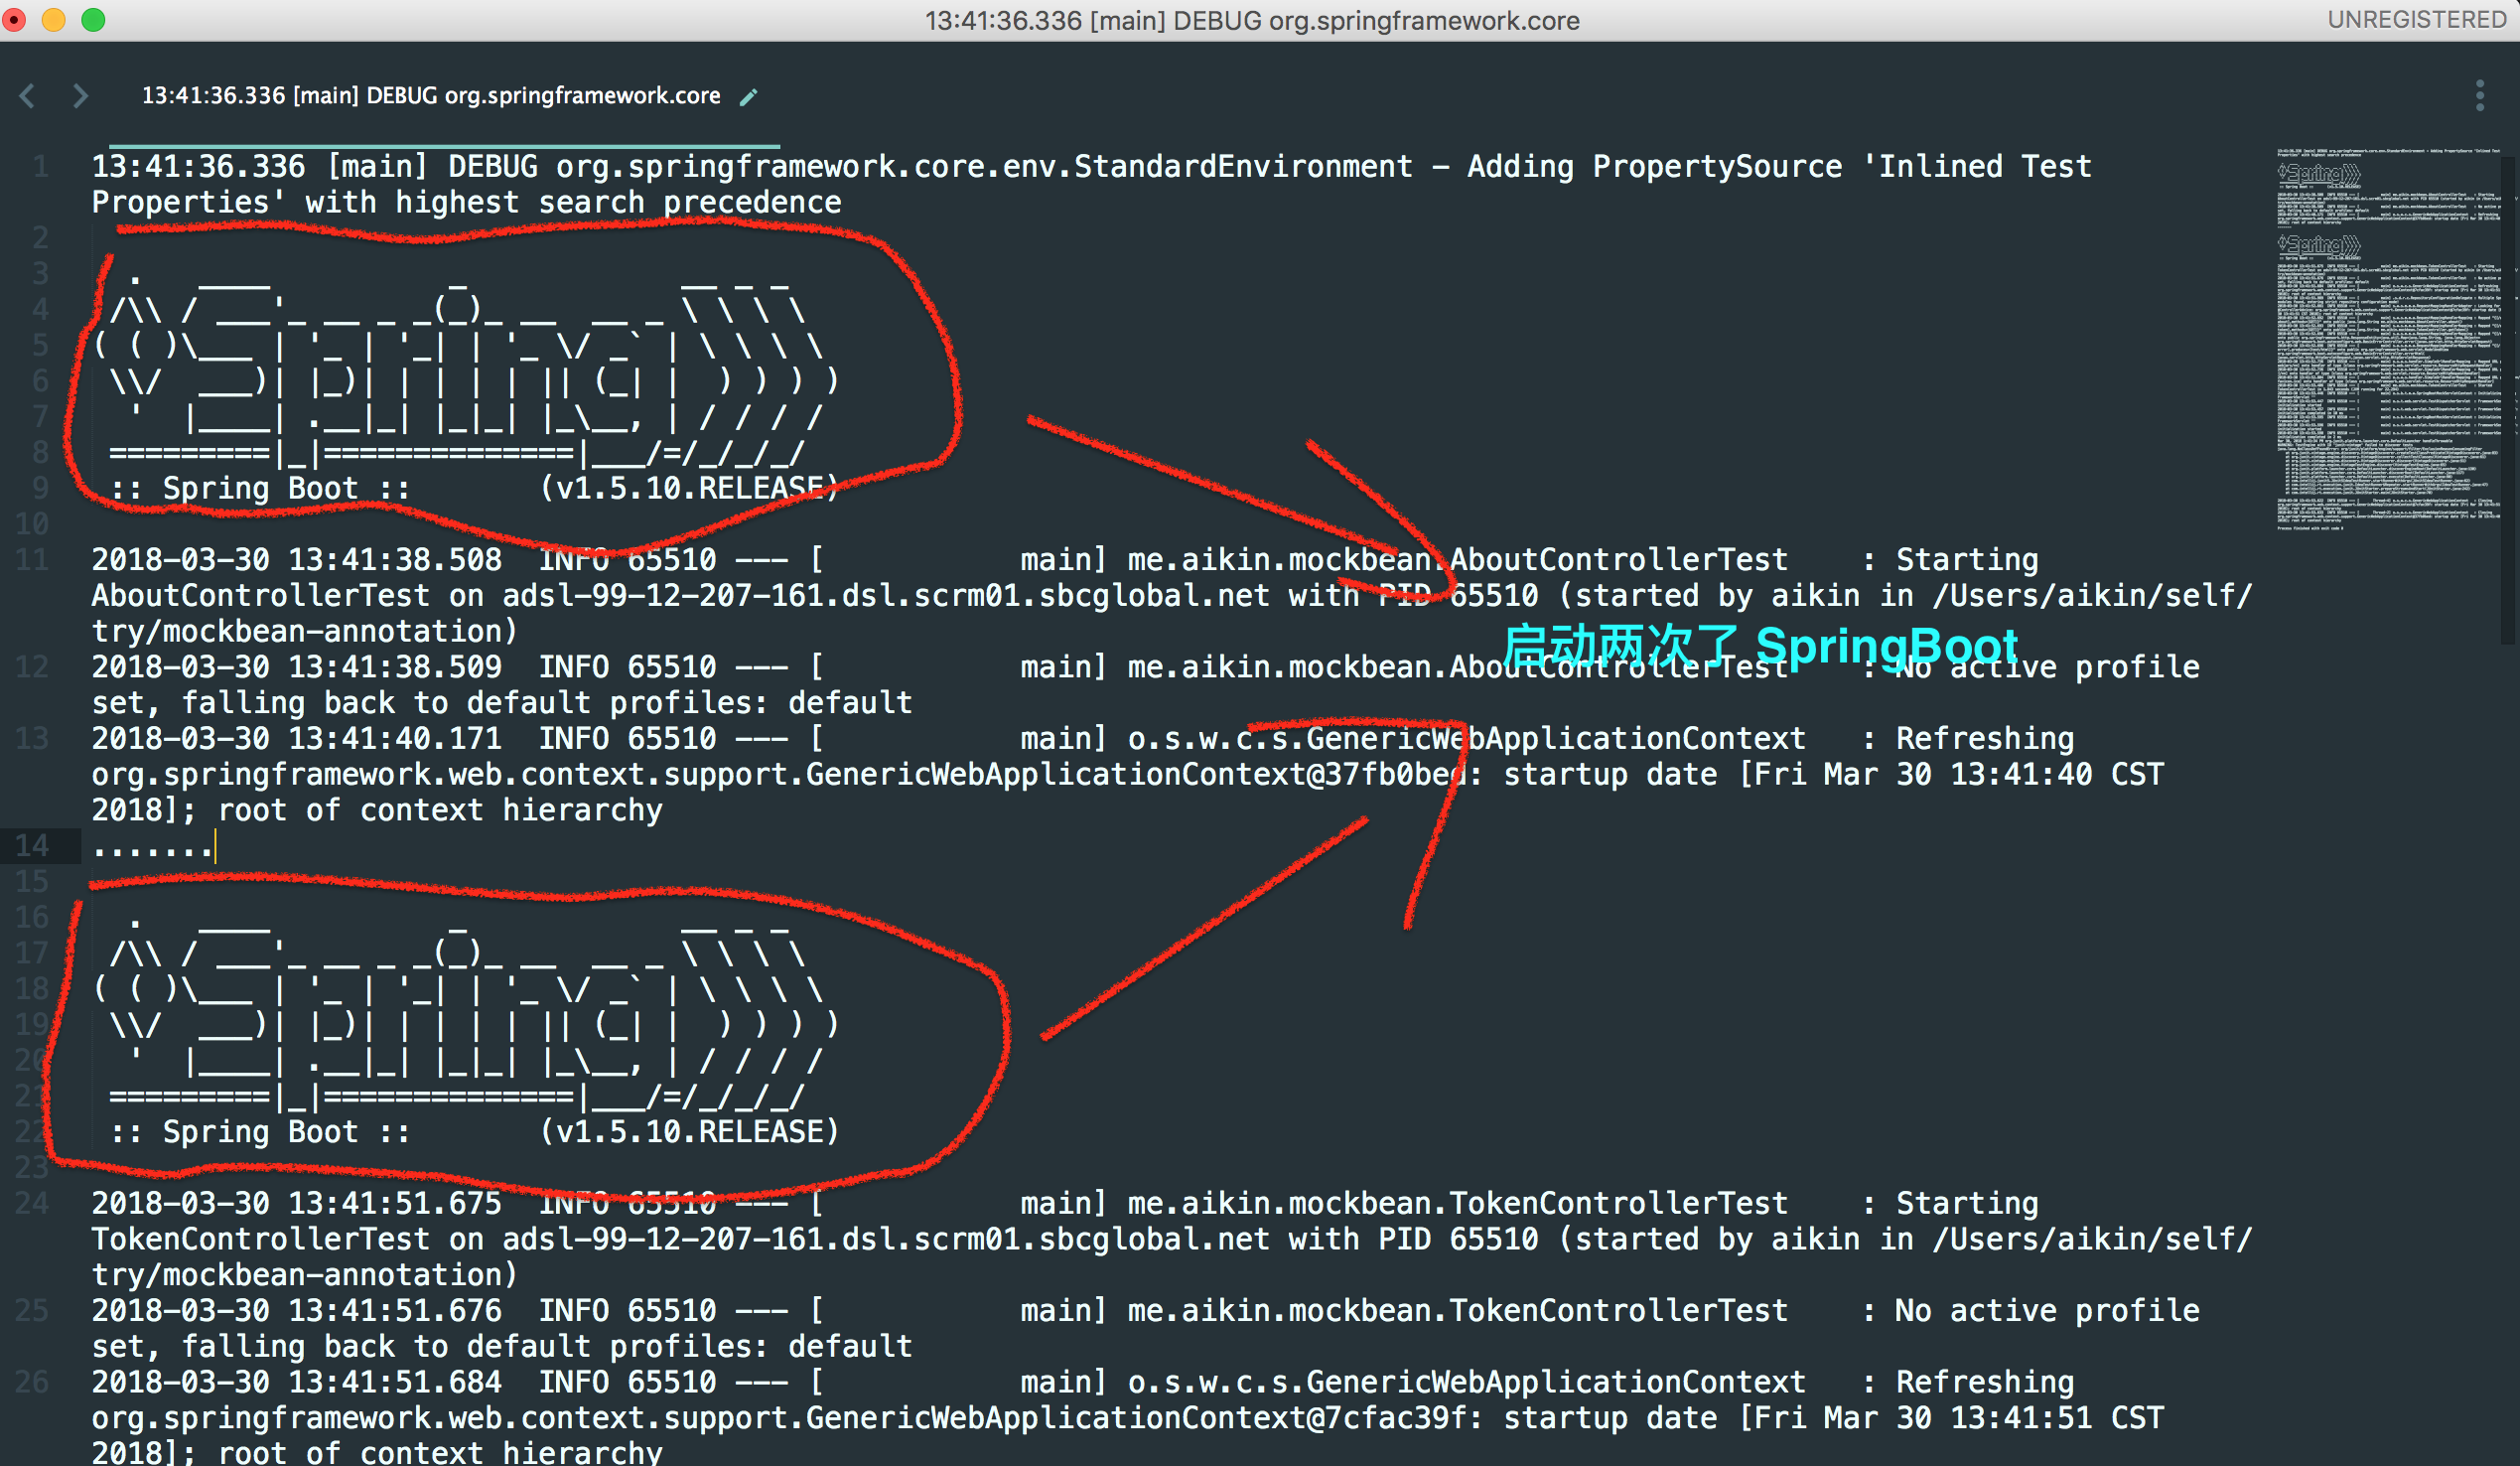 13:41:36.336 [main] DEBUG org.springframework.core
UNREGISTERED
13:41:36.336 [main] DEBUG org.springframework.core
1 13:41:36.336 [main] DEBUG org.springframework.core.env.StandardEnvironment - Adding PropertySource 'Inlined Test
Properties' with highest search precedence
2
3   .   ____          _            __ _ _
4  /\\ / ___'_ __ _ _(_)_ __  __ _ \ \ \ \
5 ( ( )\___ | '_ | '_| | '_ \/ _` | \ \ \ \
6  \\/  ___)| |_)| | | | | || (_| |  ) ) ) )
7   '  |____| .__|_| |_|_| |_\__, | / / / /
8  =========|_|==============|___/=/_/_/_/
9  :: Spring Boot ::       (v1.5.10.RELEASE)
10
11 2018-03-30 13:41:38.508  INFO 65510 --- [           main] me.aikin.mockbean.AboutControllerTest    : Starting
AboutControllerTest on adsl-99-12-207-161.dsl.scrm01.sbcglobal.net with PID 65510 (started by aikin in /Users/aikin/self/
try/mockbean-annotation)
启动两次了 SpringBoot
12 2018-03-30 13:41:38.509  INFO 65510 --- [           main] me.aikin.mockbean.AboutControllerTest    : No active profile
set, falling back to default profiles: default
13 2018-03-30 13:41:40.171  INFO 65510 --- [           main] o.s.w.c.s.GenericWebApplicationContext   : Refreshing
org.springframework.web.context.support.GenericWebApplicationContext@37fb0bed: startup date [Fri Mar 30 13:41:40 CST
2018]; root of context hierarchy
14 .......
15
16   .   ____          _            __ _ _
17  /\\ / ___'_ __ _ _(_)_ __  __ _ \ \ \ \
18 ( ( )\___ | '_ | '_| | '_ \/ _` | \ \ \ \
19  \\/  ___)| |_)| | | | | || (_| |  ) ) ) )
20   '  |____| .__|_| |_|_| |_\__, | / / / /
21  =========|_|==============|___/=/_/_/_/
22  :: Spring Boot ::       (v1.5.10.RELEASE)
23
24 2018-03-30 13:41:51.675  INFO 65510 --- [           main] me.aikin.mockbean.TokenControllerTest    : Starting
TokenControllerTest on adsl-99-12-207-161.dsl.scrm01.sbcglobal.net with PID 65510 (started by aikin in /Users/aikin/self/
try/mockbean-annotation)
25 2018-03-30 13:41:51.676  INFO 65510 --- [           main] me.aikin.mockbean.TokenControllerTest    : No active profile
set, falling back to default profiles: default
26 2018-03-30 13:41:51.684  INFO 65510 --- [           main] o.s.w.c.s.GenericWebApplicationContext   : Refreshing
org.springframework.web.context.support.GenericWebApplicationContext@7cfac39f: startup date [Fri Mar 30 13:41:51 CST
2018]; root of context hierarchy